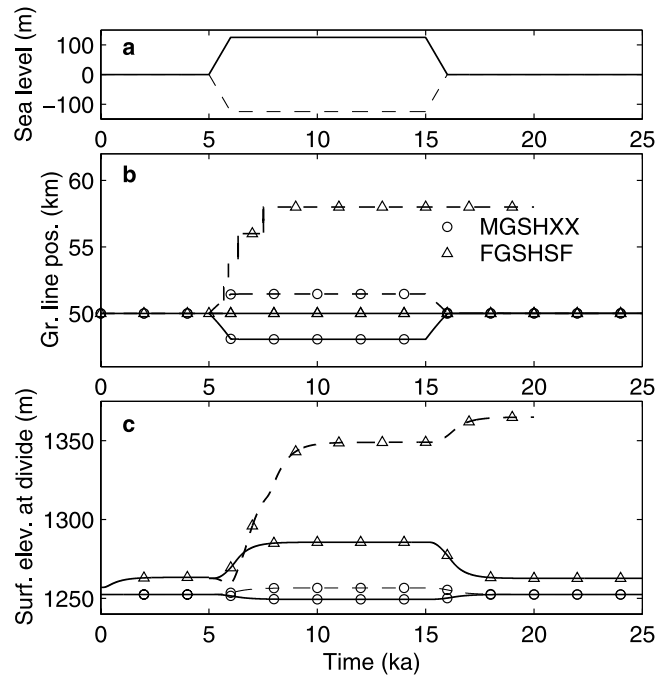 a
Sea level (m)
100
0
−100
0 5 10 15 20 25
b
Gr. line pos. (km)
60
55
50
MGSHXX
FGSHSF
0 5 10 15 20 25
c
Surf. elev. at divide (m)
1350
1300
1250
0 5 10 15 20 25
Time (ka)